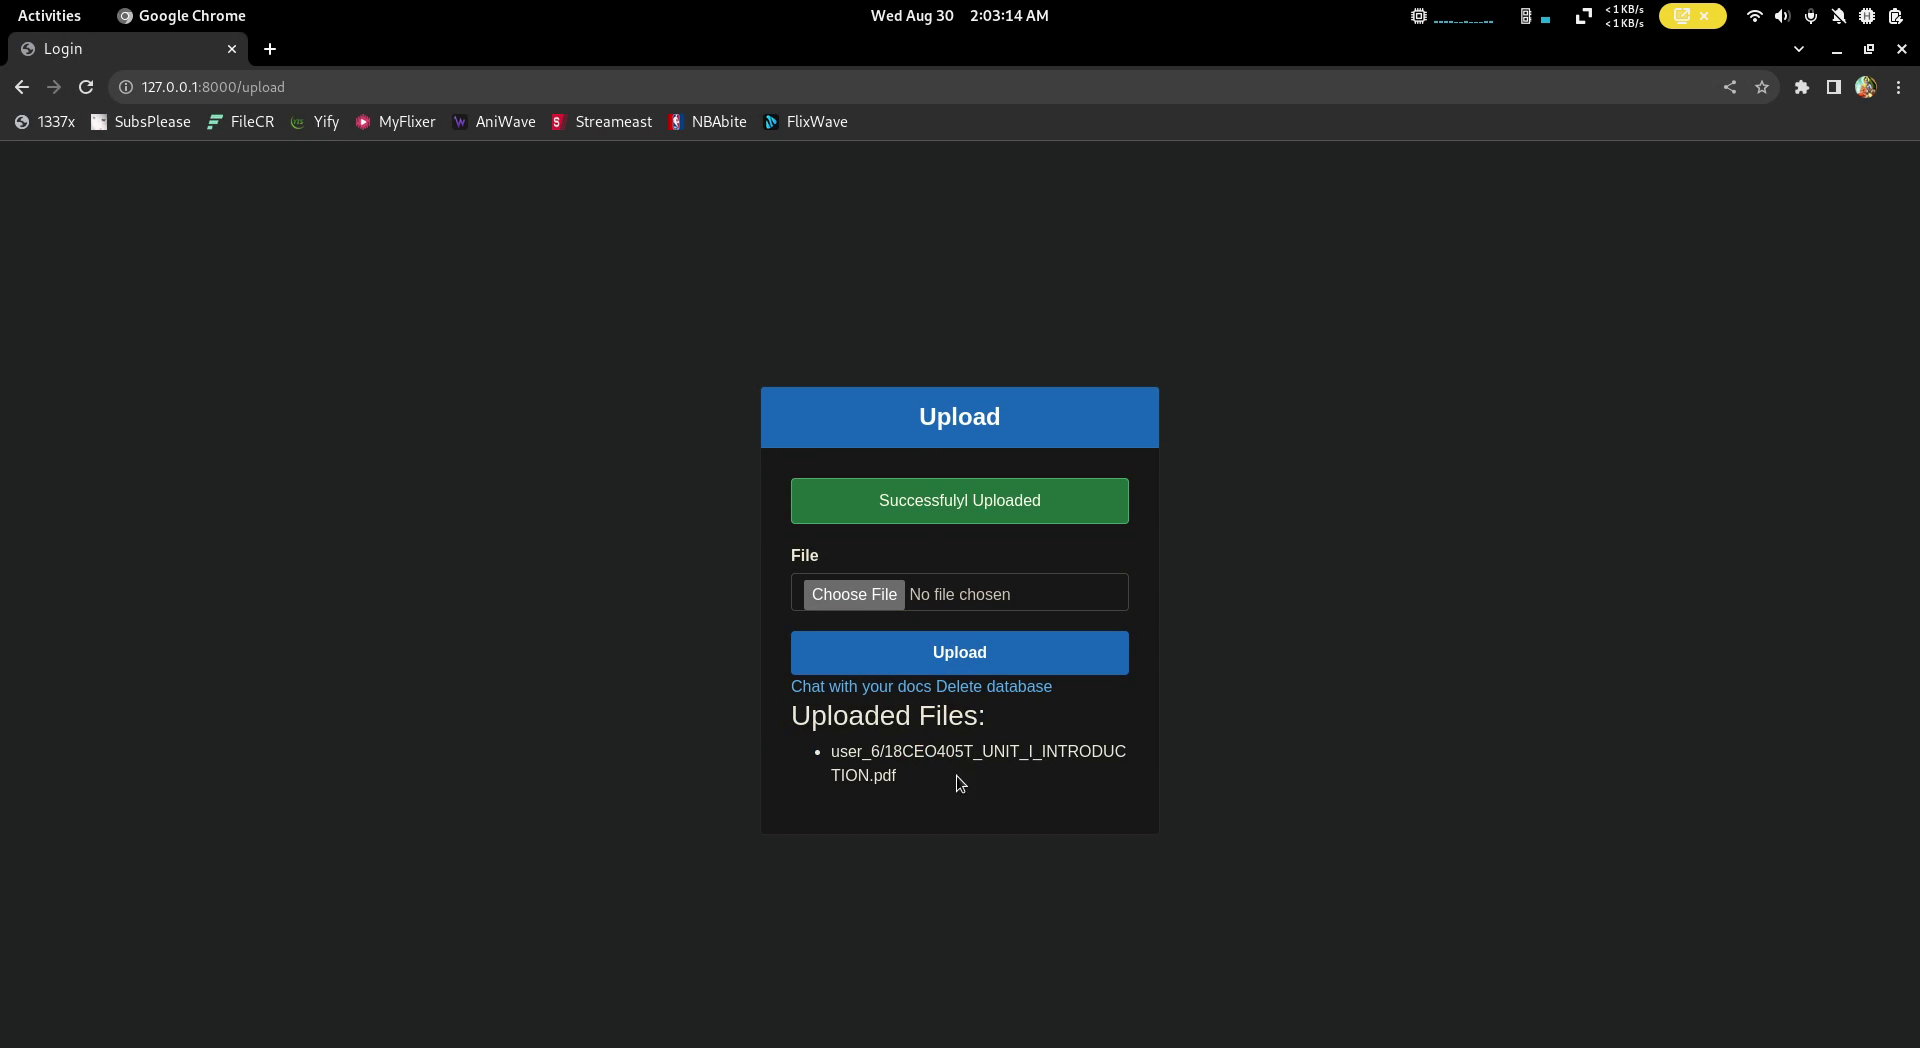 Activities Google Chrome Wed Aug 30 2:03:14 AM < 1 KB/s
< 1 KB/s
Login
127.0.0.1:8000/upload
1337x SubsPlease FileCR Yify MyFlixer AniWave Streameast NBAbite FlixWave
Upload
Successfulyl Uploaded
File
Choose File No file chosen
Upload
Chat with your docs Delete database
Uploaded Files:
• user_6/18CEO405T_UNIT_I_INTRODUC
TION.pdf